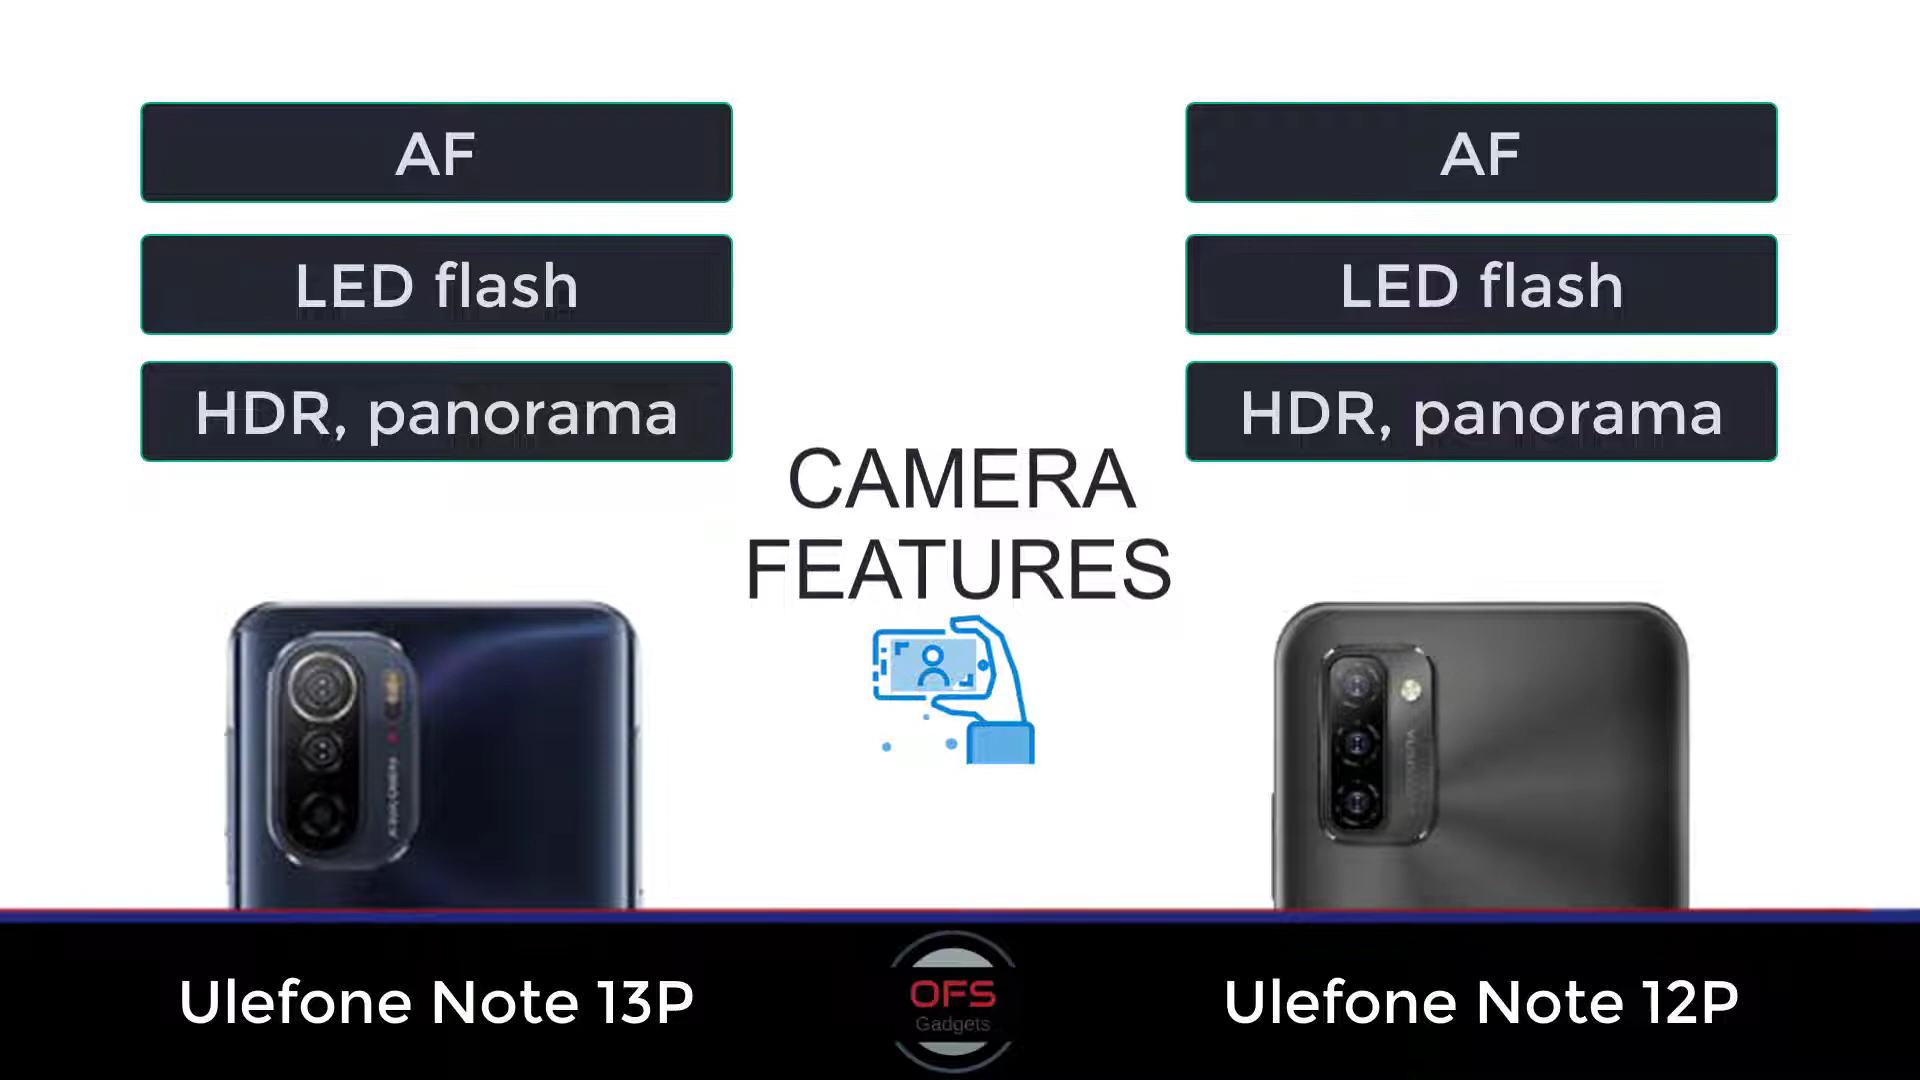 AF
LED flash
HDR, panorama
AF
LED flash
HDR, panorama
CAMERA
FEATURES
Ulefone Note 13P
OFS
Gadgets
Ulefone Note 12P